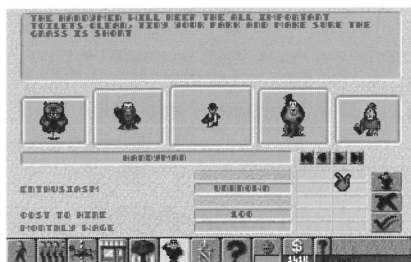 THE HANDYMEN WILL KEEP THE ALL IMPORTANT
TOILETS CLEAN, TIDY YOUR PARK AND MAKE SURE THE
GRASS IS SHORT
HANDYMAN
ENTHUSIASM UNKNOWN
COST TO HIRE 100
MONTHLY WAGE
? $ ?
141K